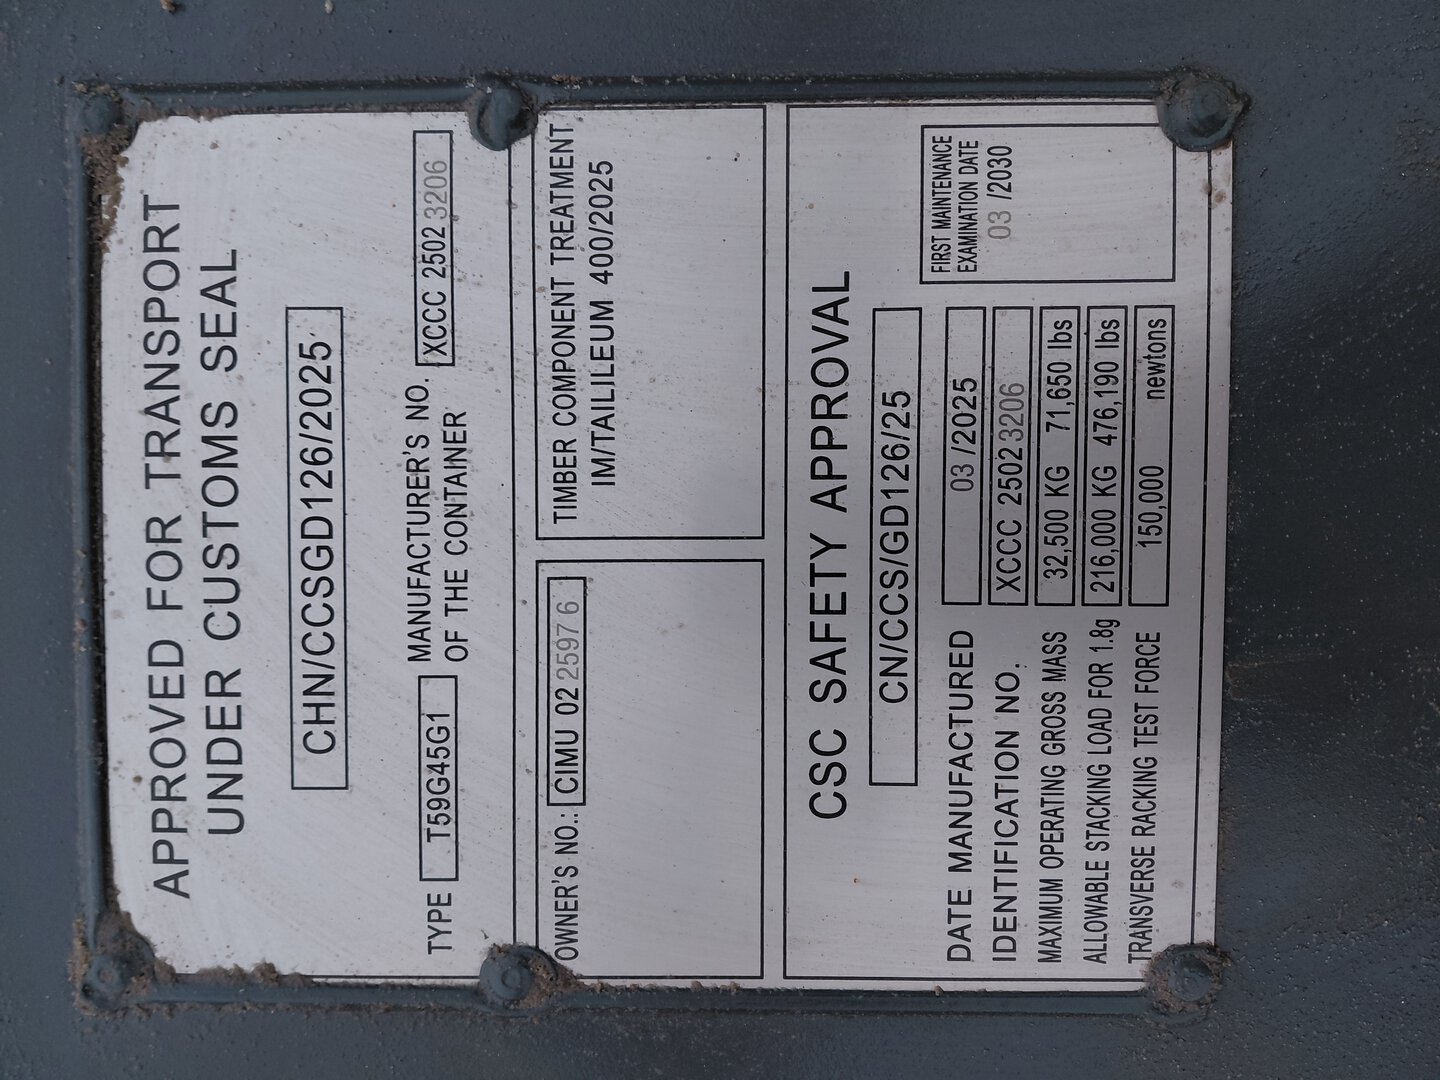 APPROVED FOR TRANSPORT
UNDER CUSTOMS SEAL
CHN/CCSGD126/2025
TYPE T59G45G1
MANUFACTURER'S NO.
OF THE CONTAINER
XCCC 2502 3206
OWNER'S NO.: CIMU 02 25976
TIMBER COMPONENT TREATMENT
IM/TAILILEUM 400/2025
CSC SAFETY APPROVAL
CN/CCS/GD126/25
DATE MANUFACTURED 03 /2025
IDENTIFICATION NO. XCCC 2502 3206
MAXIMUM OPERATING GROSS MASS 32,500 KG 71,650 lbs
ALLOWABLE STACKING LOAD FOR 1.8g 216,000 KG 476,190 lbs
TRANSVERSE RACKING TEST FORCE 150,000 newtons
FIRST MAINTENANCE
EXAMINATION DATE
03 /2030